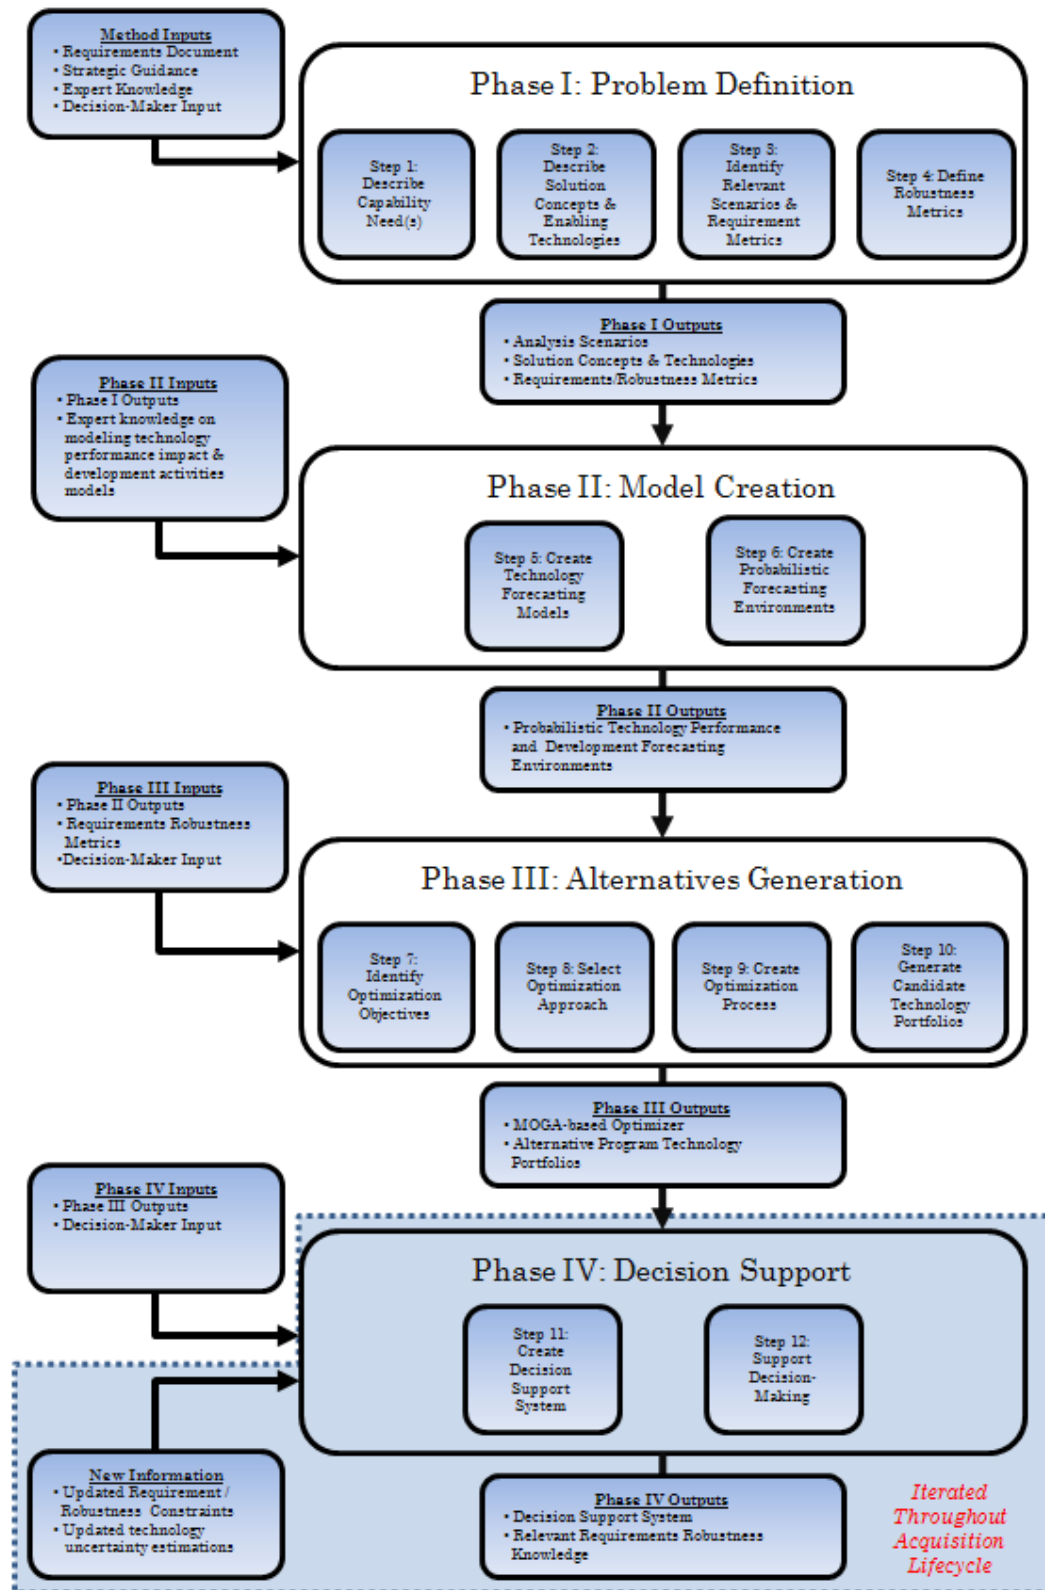 Method Inputs
• Requirements Document
• Strategic Guidance
• Expert Knowledge
• Decision-Maker Input
Phase I: Problem Definition
Step 1:
Describe
Capability
Need(s)
Step 2:
Describe
Solution
Concepts &
Enabling
Technologies
Step 3:
Identify
Relevant
Scenarios &
Requirement
Metrics
Step 4: Define
Robustness
Metrics
Phase I Outputs
• Analysis Scenarios
• Solution Concepts & Technologies
• Requirements/Robustness Metrics
Phase II Inputs
• Phase I Outputs
• Expert knowledge on
modeling technology
performance impact &
development activities
models
Phase II: Model Creation
Step 5: Create
Technology
Forecasting
Models
Step 6: Create
Probabilistic
Forecasting
Environments
Phase II Outputs
• Probabilistic Technology Performance
and Development Forecasting
Environments
Phase III Inputs
• Phase II Outputs
• Requirements Robustness
Metrics
•Decision-Maker Input
Phase III: Alternatives Generation
Step 7:
Identify
Optimization
Objectives
Step 8: Select
Optimization
Approach
Step 9: Create
Optimization
Process
Step 10:
Generate
Candidate
Technology
Portfolios
Phase III Outputs
• MOGA-based Optimizer
• Alternative Program Technology
Portfolios
Phase IV Inputs
• Phase III Outputs
• Decision-Maker Input
Phase IV: Decision Support
Step 11:
Create
Decision
Support
System
Step 12:
Support
Decision-
Making
New Information
• Updated Requirement /
Robustness Constraints
• Updated technology
uncertainty estimations
Phase IV Outputs
• Decision Support System
• Relevant Requirements Robustness
Knowledge
Iterated
Throughout
Acquisition
Lifecycle